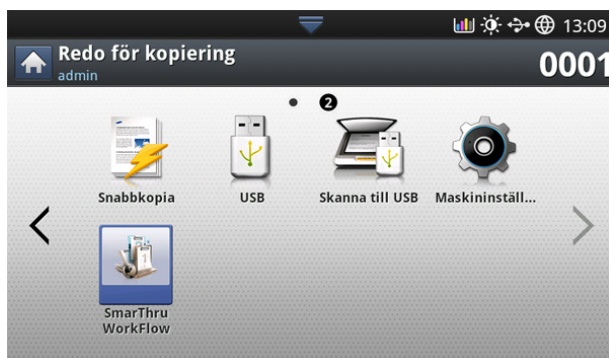 13:09
Redo för kopiering
admin
0001
2
Snabbkopia
USB
Skanna till USB
Maskininställ...
SmarThru
WorkFlow